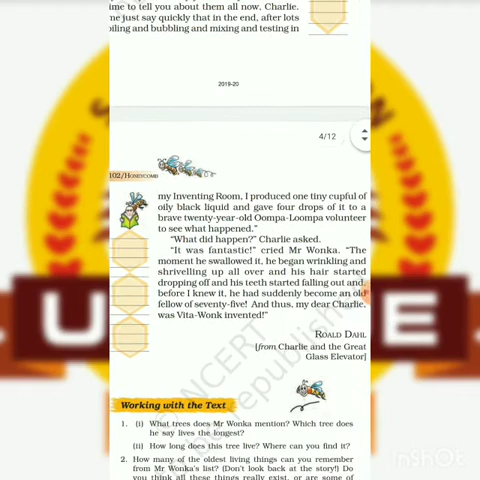 me to tell you about them all now, Charlie.
me just say quickly that in the end, after lots
oiling and bubbling and mixing and testing in
2019-20
4/12
102/HONEYCOMB
my Inventing Room, I produced one tiny cupful of
oily black liquid and gave four drops of it to a
brave twenty-year-old Oompa-Loompa volunteer
to see what happened."
"What did happen?" Charlie asked.
"It was fantastic!" cried Mr Wonka. "The
moment he swallowed it, he began wrinkling and
shrivelling up all over and his hair started
dropping off and his teeth started falling out and,
before I knew it, he had suddenly become an old
fellow of seventy-five! And thus, my dear Charlie,
was Vita-Wonk invented!"
ROALD DAHL
[from Charlie and the Great
Glass Elevator]
Working with the Text
1. (i) What trees does Mr Wonka mention? Which tree does
he say lives the longest?
(ii) How long does this tree live? Where can you find it?
2. How many of the oldest living things can you remember
from Mr Wonka's list? (Don't look back at the story!) Do
you think all these things really exist, or are some of
NCERT
be republished
U
E
INSHOT